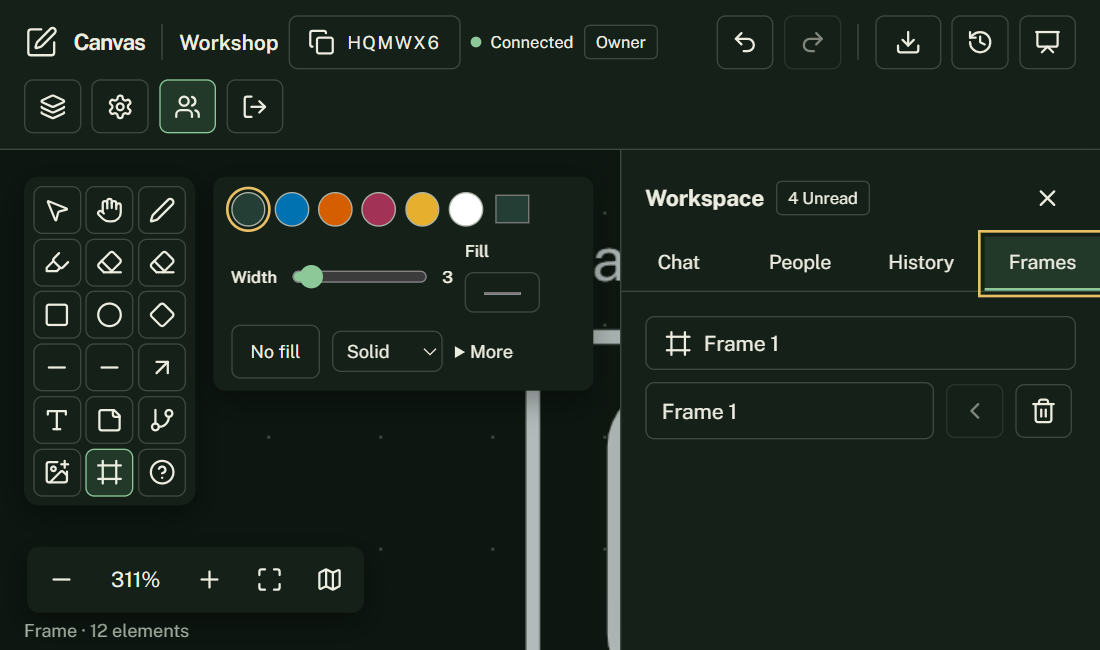 Canvas
Workshop
HQMWX6
Connected
Owner
Workspace
4 Unread
Chat
People
History
Frames
Fill
Width
3
No fill
Solid
More
Frame 1
Frame 1
a
311%
Frame · 12 elements